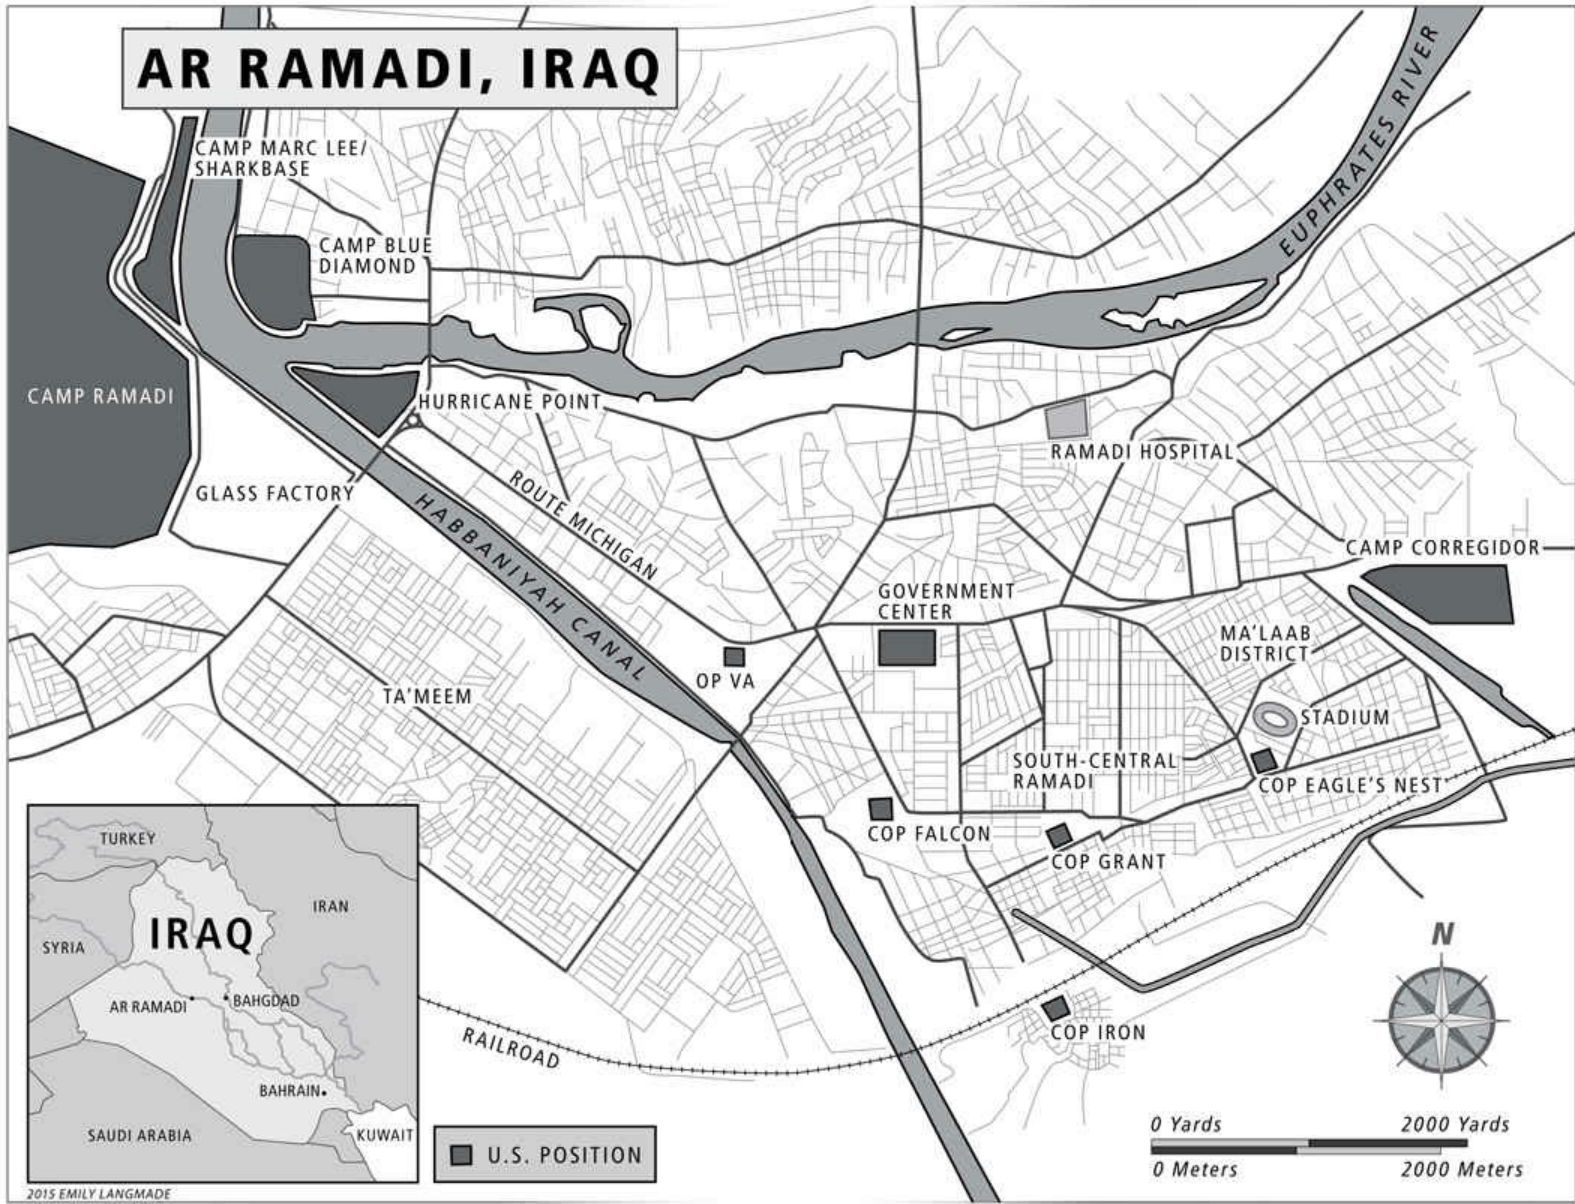 AR RAMADI, IRAQ
CAMP MARC LEE/
SHARKBASE
CAMP BLUE
DIAMOND
EUPHRATES RIVER
CAMP RAMADI
HURRICANE POINT
RAMADI HOSPITAL
GLASS FACTORY
ROUTE MICHIGAN
HABBANIYAH CANAL
CAMP CORREGIDOR
GOVERNMENT
CENTER
MA'LAAB
DISTRICT
OP VA
TA'MEEM
STADIUM
SOUTH-CENTRAL
RAMADI
COP EAGLE'S NEST
COP FALCON
COP GRANT
COP IRON
RAILROAD
TURKEY
IRAN
IRAQ
SYRIA
AR RAMADI
BAHGDAD
BAHRAIN
SAUDI ARABIA
KUWAIT
U.S. POSITION
N
0 Yards 2000 Yards
0 Meters 2000 Meters
2015 EMILY LANGMADE